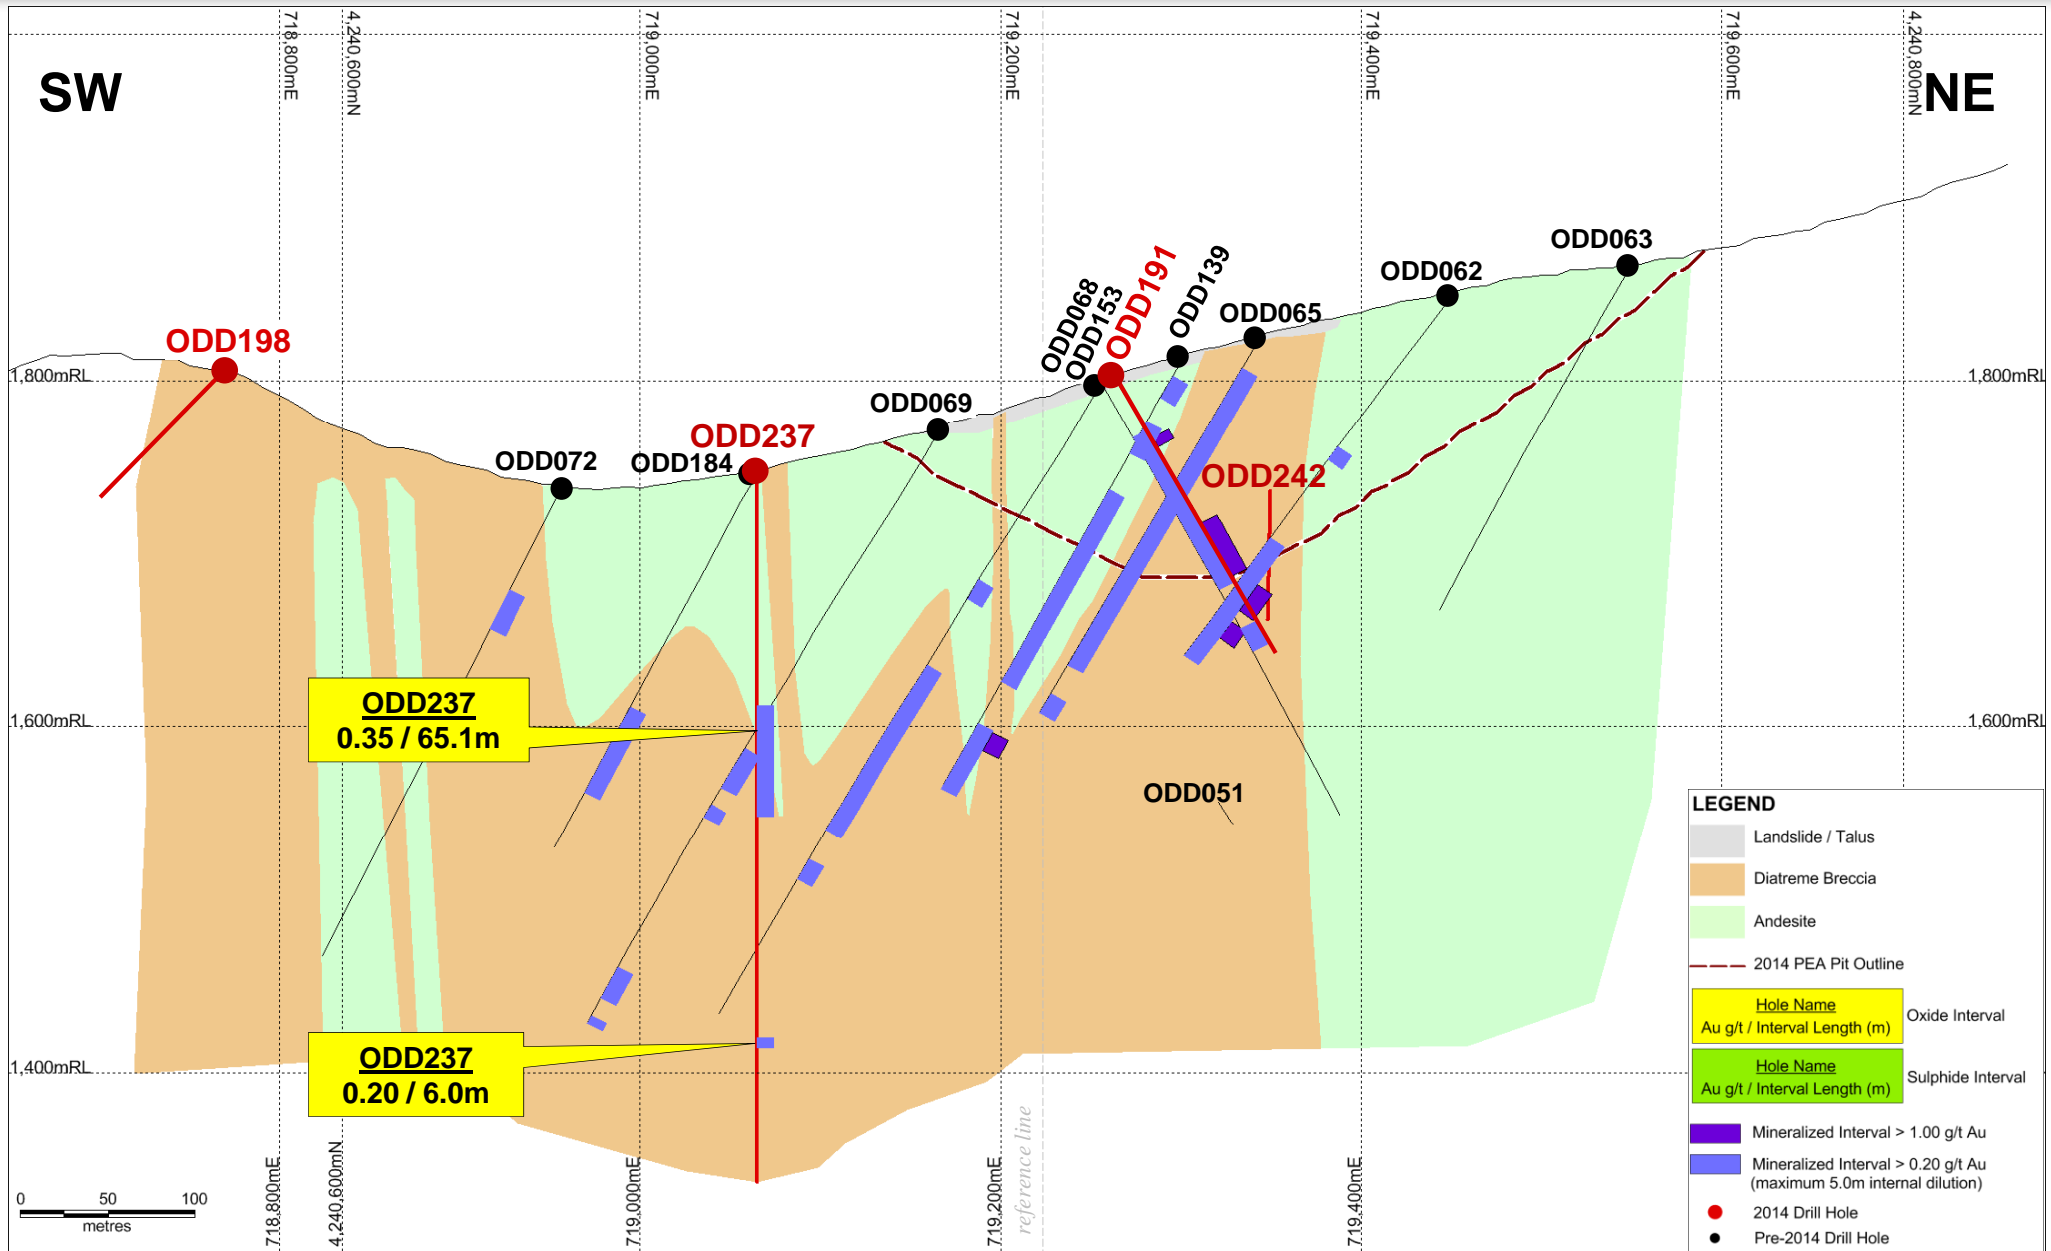 718,800mE
4,240,600mN
719,000mE
719,200mE
719,400mE
719,600mE
4,240,800mN
SW
NE
ODD063
ODD062
ODD139
ODD191
ODD068
ODD153
ODD065
ODD198
1,800mRL
1,800mRL
ODD069
ODD237
ODD072
ODD184
ODD242
ODD237
0.35 / 65.1m
1,600mRL
1,600mRL
ODD051
ODD237
0.20 / 6.0m
1,400mRL
LEGEND
Landslide / Talus
Diatreme Breccia
Andesite
2014 PEA Pit Outline
Hole Name
Au g/t / Interval Length (m)
Oxide Interval
Hole Name
Au g/t / Interval Length (m)
Sulphide Interval
Mineralized Interval > 1.00 g/t Au
Mineralized Interval > 0.20 g/t Au
(maximum 5.0m internal dilution)
2014 Drill Hole
Pre-2014 Drill Hole
0 50 100
metres
718,800mE
4,240,600mN
719,000mE
719,200mE
reference line
719,400mE